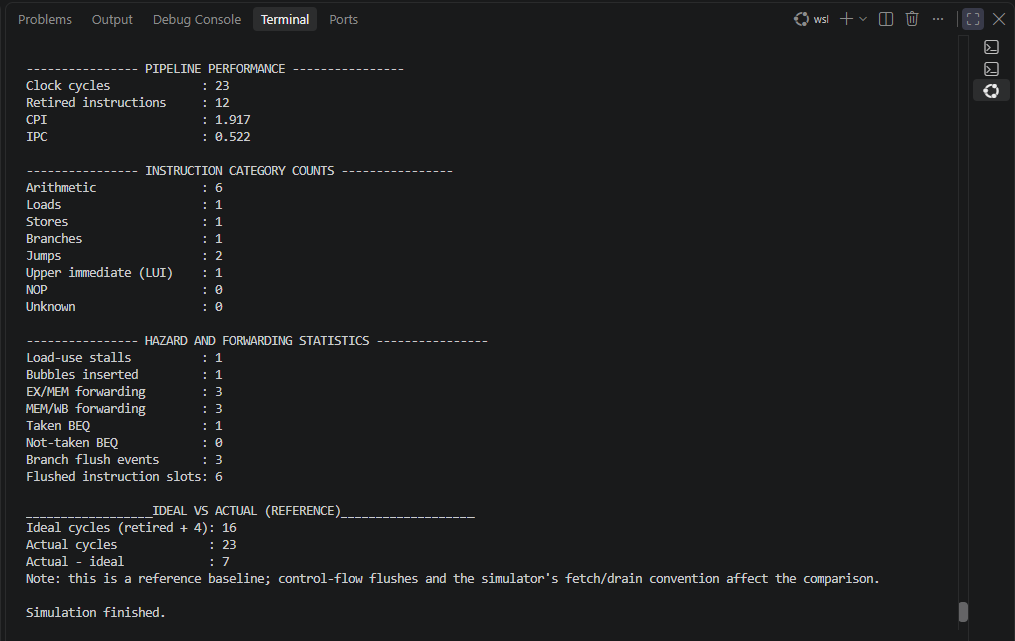 Problems Output Debug Console Terminal Ports wsl
---------------- PIPELINE PERFORMANCE ----------------
Clock cycles : 23
Retired instructions : 12
CPI : 1.917
IPC : 0.522
---------------- INSTRUCTION CATEGORY COUNTS ----------------
Arithmetic : 6
Loads : 1
Stores : 1
Branches : 1
Jumps : 2
Upper immediate (LUI) : 1
NOP : 0
Unknown : 0
---------------- HAZARD AND FORWARDING STATISTICS ----------------
Load-use stalls : 1
Bubbles inserted : 1
EX/MEM forwarding : 3
MEM/WB forwarding : 3
Taken BEQ : 1
Not-taken BEQ : 0
Branch flush events : 3
Flushed instruction slots: 6
__________________IDEAL VS ACTUAL (REFERENCE)___________________
Ideal cycles (retired + 4): 16
Actual cycles : 23
Actual - ideal : 7
Note: this is a reference baseline; control-flow flushes and the simulator's fetch/drain convention affect the comparison.
Simulation finished.